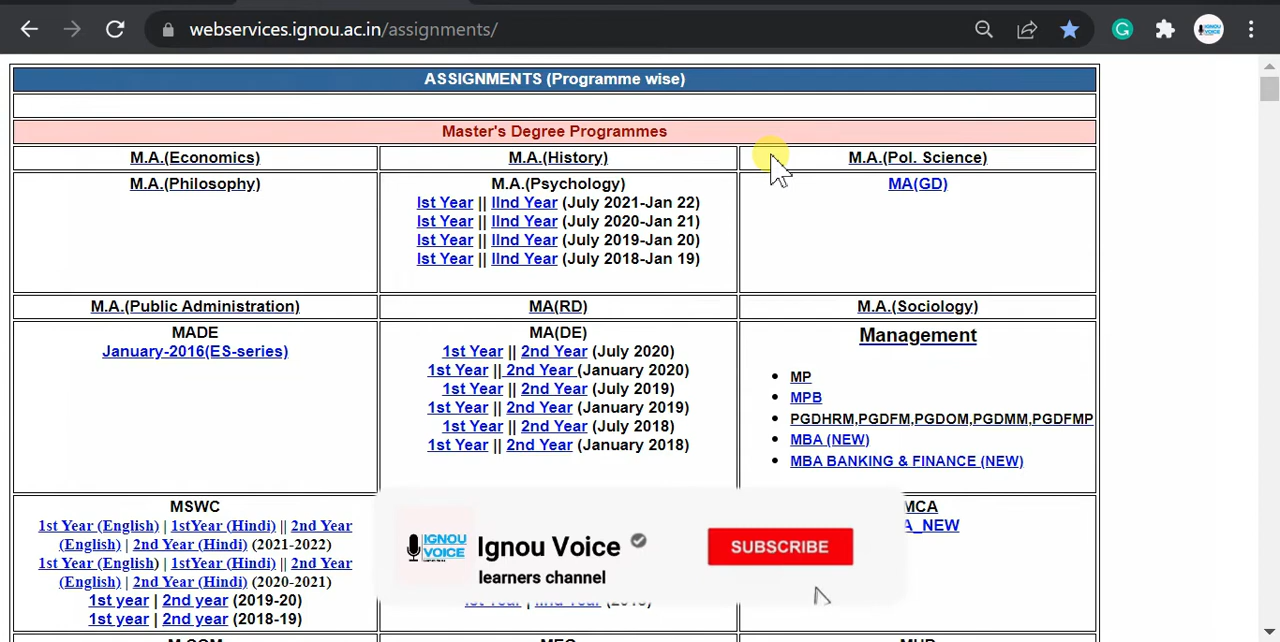 webservices.ignou.ac.in/assignments/
ASSIGNMENTS (Programme wise)
Master's Degree Programmes
M.A.(Economics)
M.A.(History)
M.A.(Pol. Science)
M.A.(Philosophy)
M.A.(Psychology)
Ist Year || IInd Year (July 2021-Jan 22)
Ist Year || IInd Year (July 2020-Jan 21)
Ist Year || IInd Year (July 2019-Jan 20)
Ist Year || IInd Year (July 2018-Jan 19)
MA(GD)
M.A.(Public Administration)
MA(RD)
M.A.(Sociology)
MADE
January-2016(ES-series)
MA(DE)
1st Year || 2nd Year (July 2020)
1st Year || 2nd Year (January 2020)
1st Year || 2nd Year (July 2019)
1st Year || 2nd Year (January 2019)
1st Year || 2nd Year (July 2018)
1st Year || 2nd Year (January 2018)
Management
MP
MPB
PGDHRM,PGDFM,PGDOM,PGDMM,PGDFMP
MBA (NEW)
MBA BANKING & FINANCE (NEW)
MSWC
1st Year (English) | 1stYear (Hindi) || 2nd Year
(English) | 2nd Year (Hindi) (2021-2022)
1st Year (English) | 1stYear (Hindi) || 2nd Year
(English) | 2nd Year (Hindi) (2020-2021)
1st year | 2nd year (2019-20)
1st year | 2nd year (2018-19)
MCA
A_NEW
IGNOU
VOICE
Ignou Voice
learners channel
SUBSCRIBE